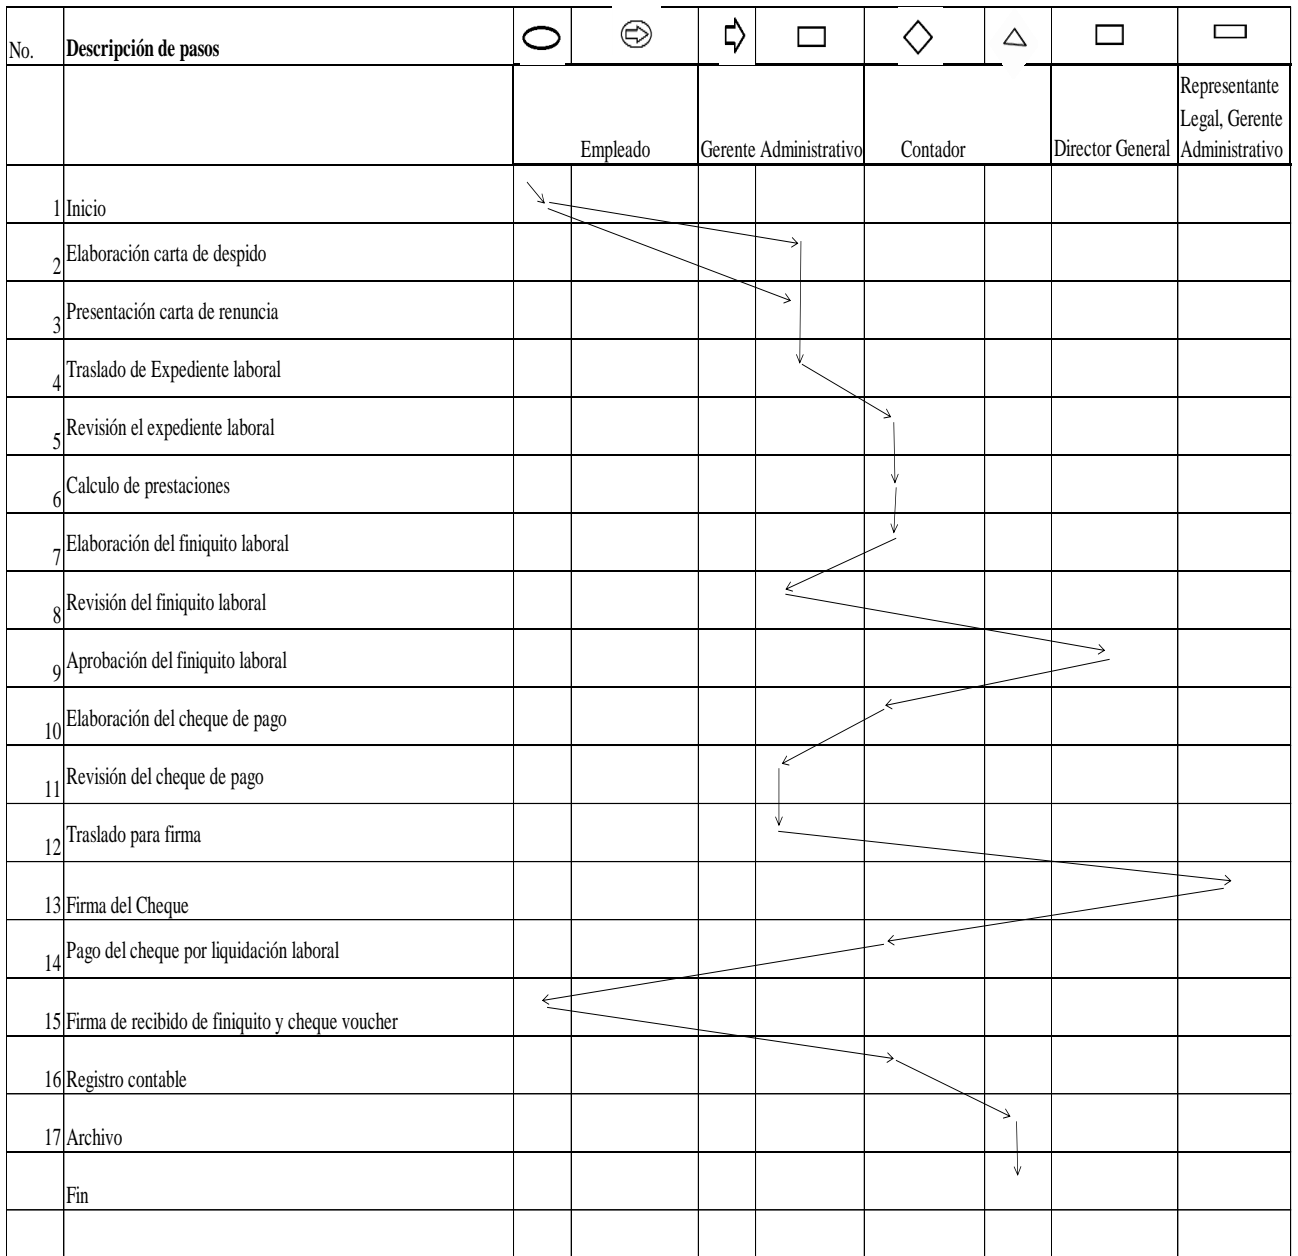 No. Descripción de pasos
Representante
Legal, Gerente
Empleado Gerente Administrativo Contador Director General Administrativo
1 Inicio
2 Elaboración carta de despido
3 Presentación carta de renuncia
4 Traslado de Expediente laboral
5 Revisión el expediente laboral
6 Calculo de prestaciones
7 Elaboración del finiquito laboral
8 Revisión del finiquito laboral
9 Aprobación del finiquito laboral
10 Elaboración del cheque de pago
11 Revisión del cheque de pago
12 Traslado para firma
13 Firma del Cheque
14 Pago del cheque por liquidación laboral
15 Firma de recibido de finiquito y cheque voucher
16 Registro contable
17 Archivo
Fin